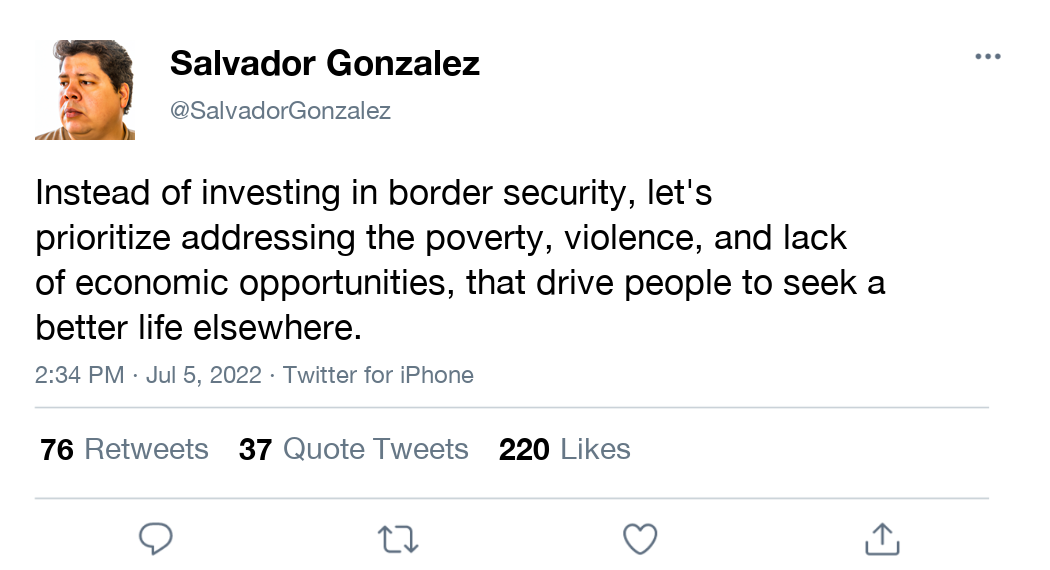 Salvador Gonzalez
@SalvadorGonzalez
Instead of investing in border security, let's
prioritize addressing the poverty, violence, and lack
of economic opportunities, that drive people to seek a
better life elsewhere.
2:34 PM · Jul 5, 2022 · Twitter for iPhone
76 Retweets 37 Quote Tweets 220 Likes